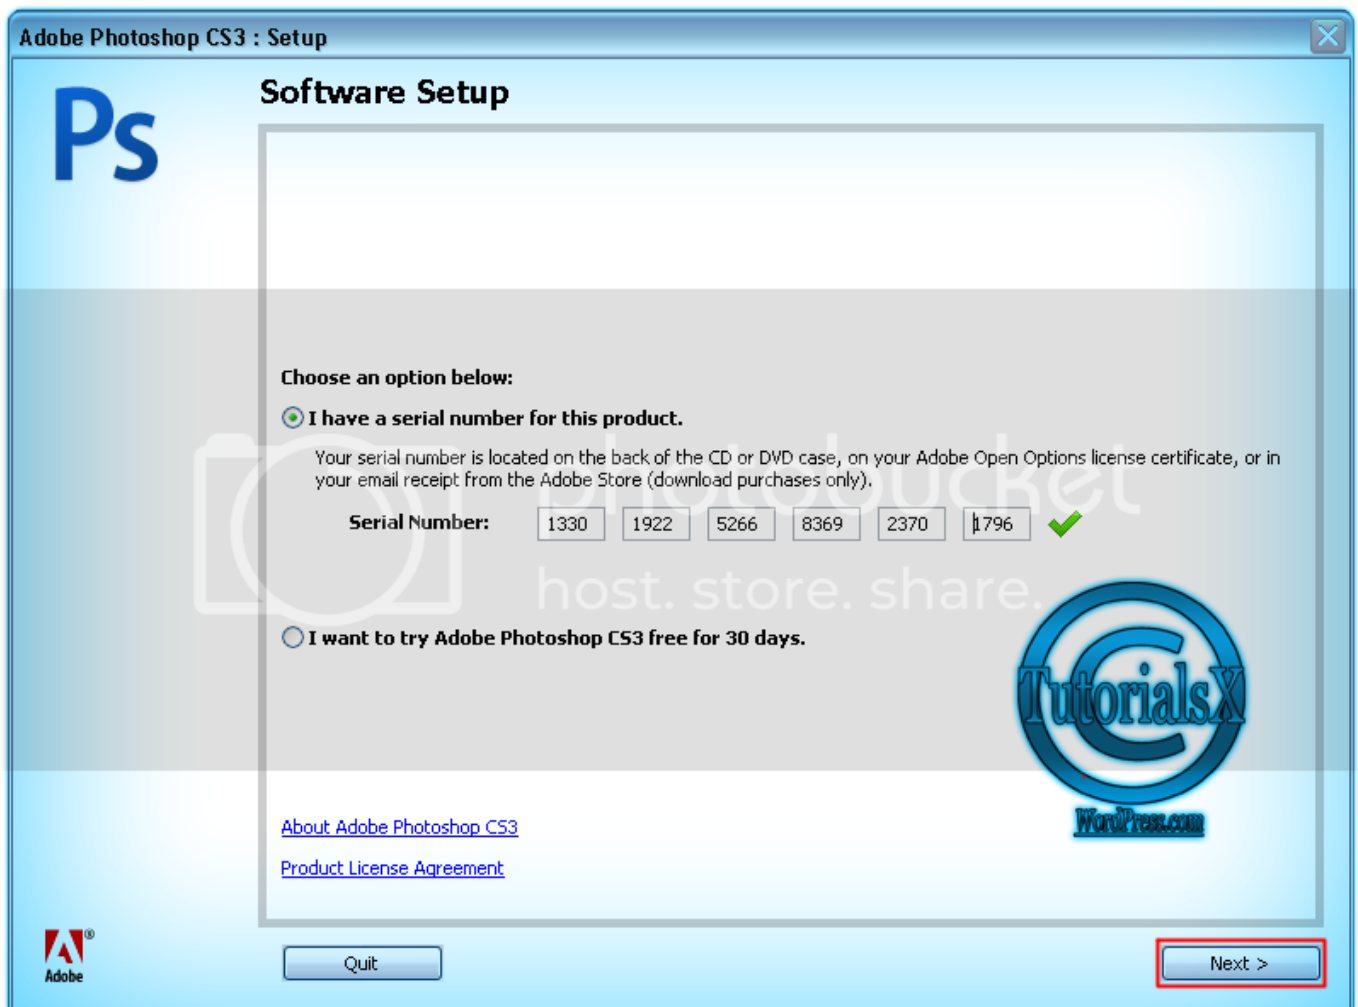 Adobe Photoshop CS3 : Setup
Ps
Software Setup
Choose an option below:
I have a serial number for this product.
Your serial number is located on the back of the CD or DVD case, on your Adobe Open Options license certificate, or in
your email receipt from the Adobe Store (download purchases only).
photobucket
Serial Number: 1330 1922 5266 8369 2370 1796
host. store. share.
I want to try Adobe Photoshop CS3 free for 30 days.
C
TutorialsX
WordPress.com
About Adobe Photoshop CS3
Product License Agreement
Adobe®
Quit
Next >